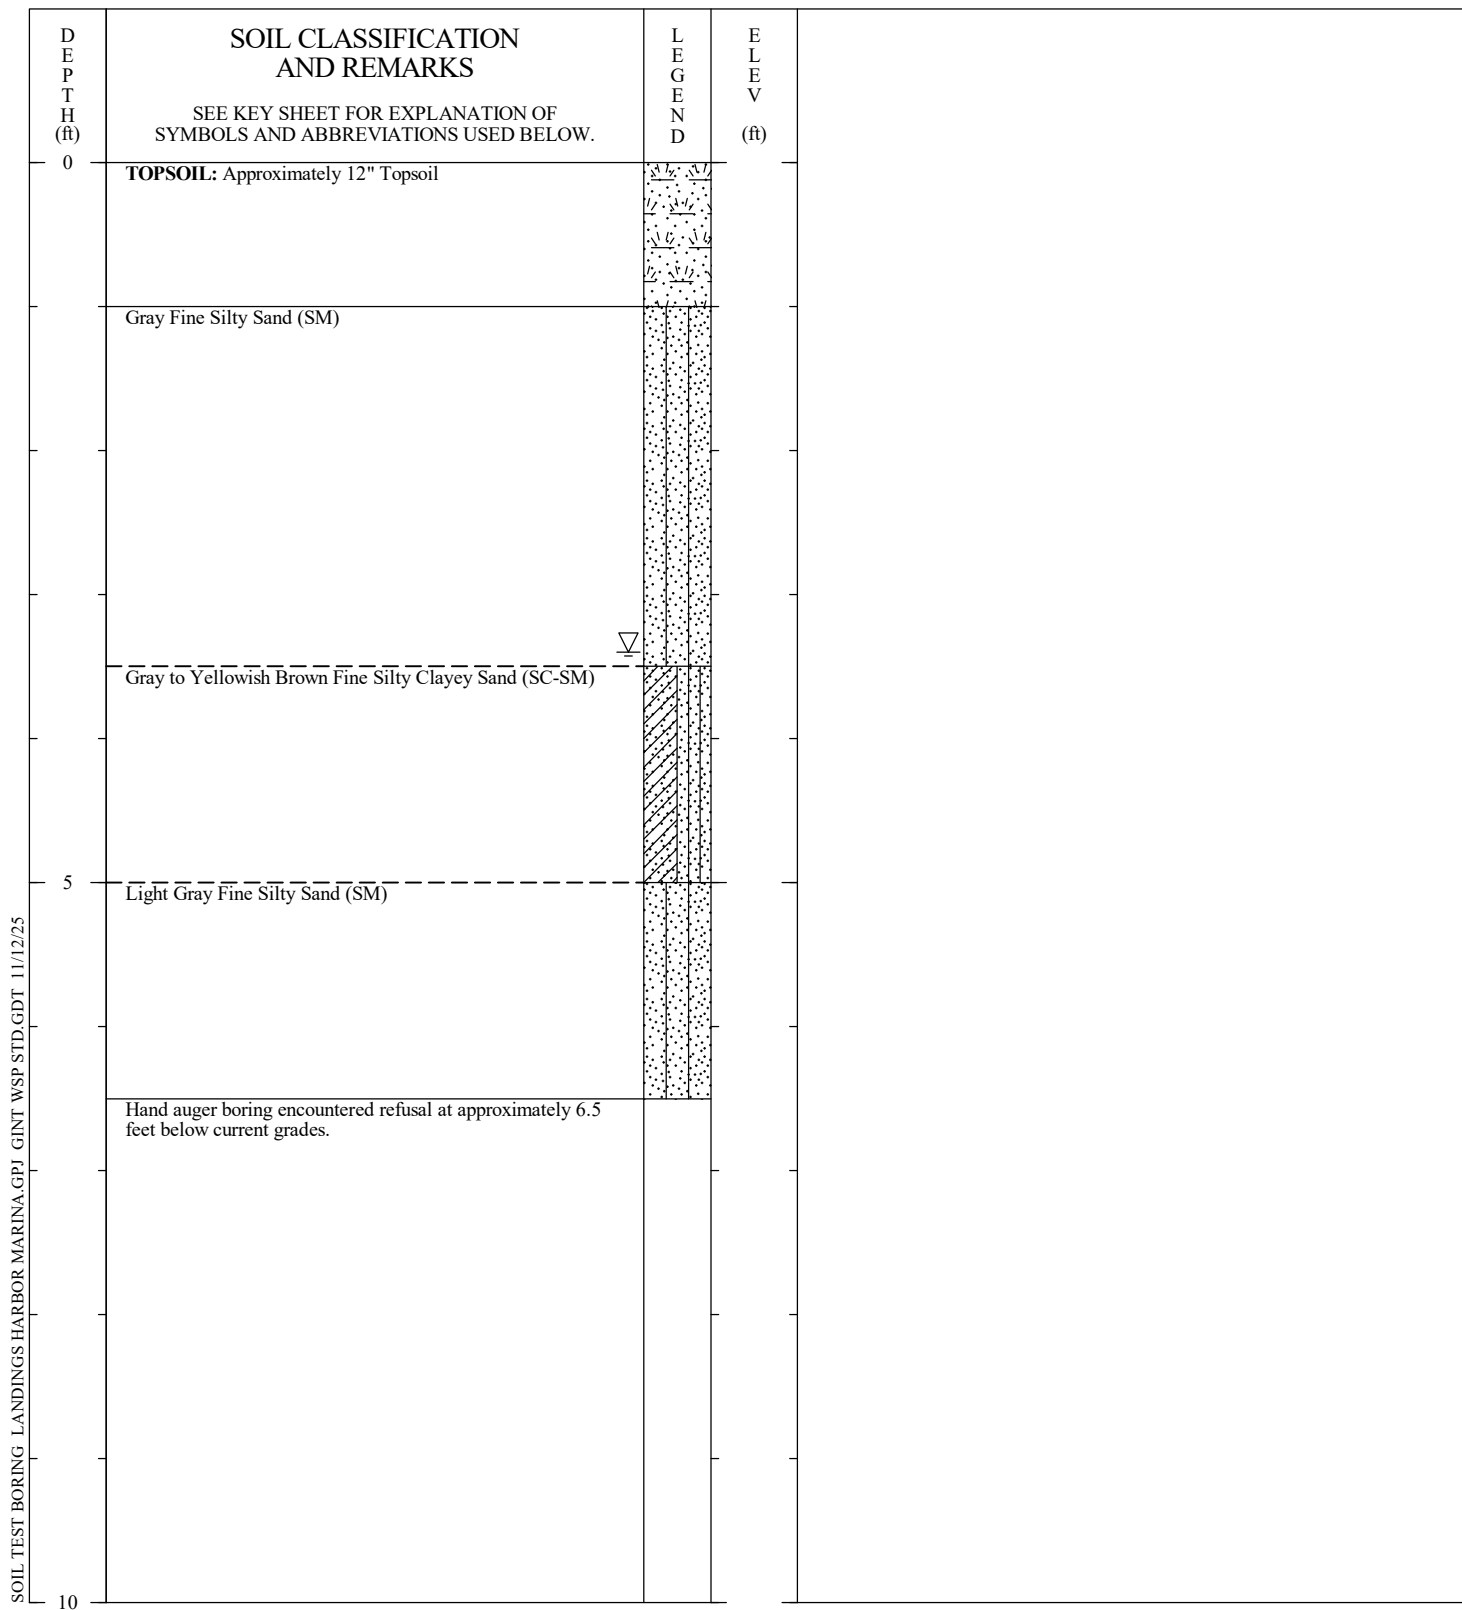 DEPTH
(ft)
SOIL CLASSIFICATION
AND REMARKS
SEE KEY SHEET FOR EXPLANATION OF
SYMBOLS AND ABBREVIATIONS USED BELOW.
LEGEND
ELEV
(ft)
0
TOPSOIL: Approximately 12" Topsoil
Gray Fine Silty Sand (SM)
Gray to Yellowish Brown Fine Silty Clayey Sand (SC-SM)
5
Light Gray Fine Silty Sand (SM)
Hand auger boring encountered refusal at approximately 6.5
feet below current grades.
10
SOIL TEST BORING LANDINGS HARBOR MARINA.GPJ GINT WSP STD.GDT 11/12/25